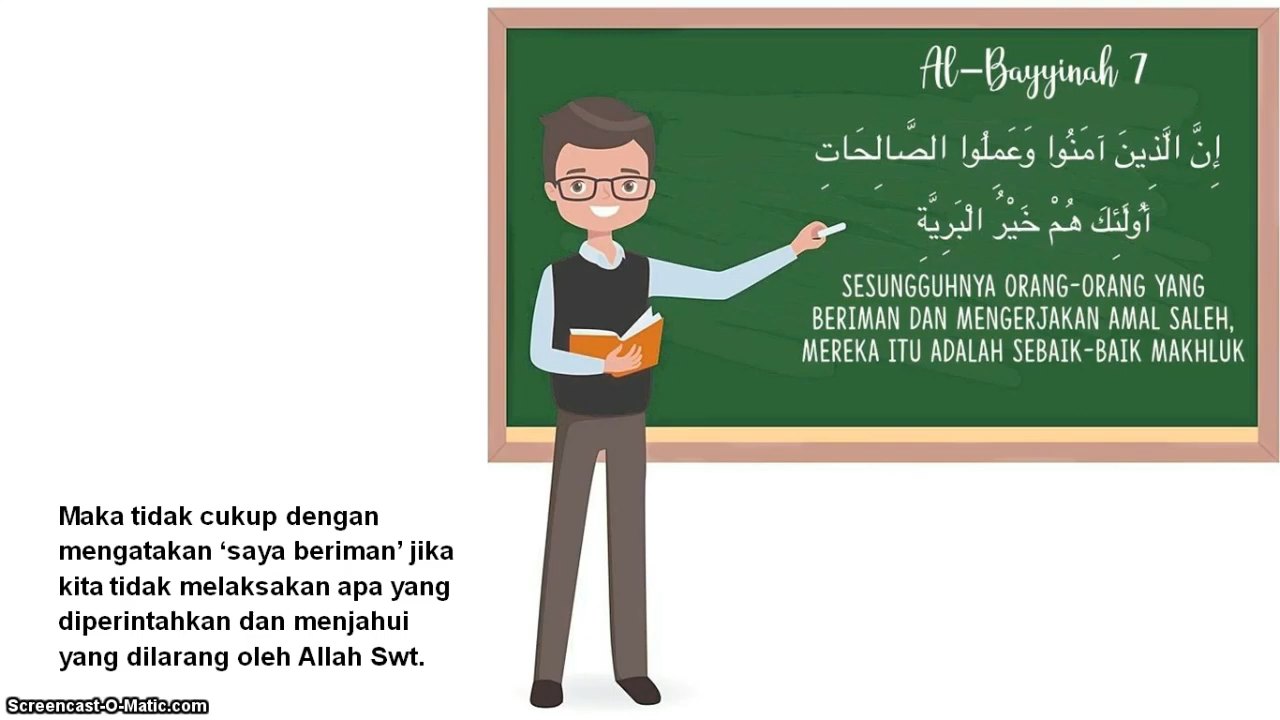 Al-Bayyinah 7
إِنَّ الَّذِينَ آمَنُوا وَعَمِلُوا الصَّالِحَاتِ
أُولَٰئِكَ هُمْ خَيْرُ الْبَرِيَّةِ
SESUNGGUHNYA ORANG-ORANG YANG
BERIMAN DAN MENGERJAKAN AMAL SALEH,
MEREKA ITU ADALAH SEBAIK-BAIK MAKHLUK
Maka tidak cukup dengan
mengatakan ‘saya beriman’ jika
kita tidak melaksakan apa yang
diperintahkan dan menjahui
yang dilarang oleh Allah Swt.
Screencast-O-Matic.com